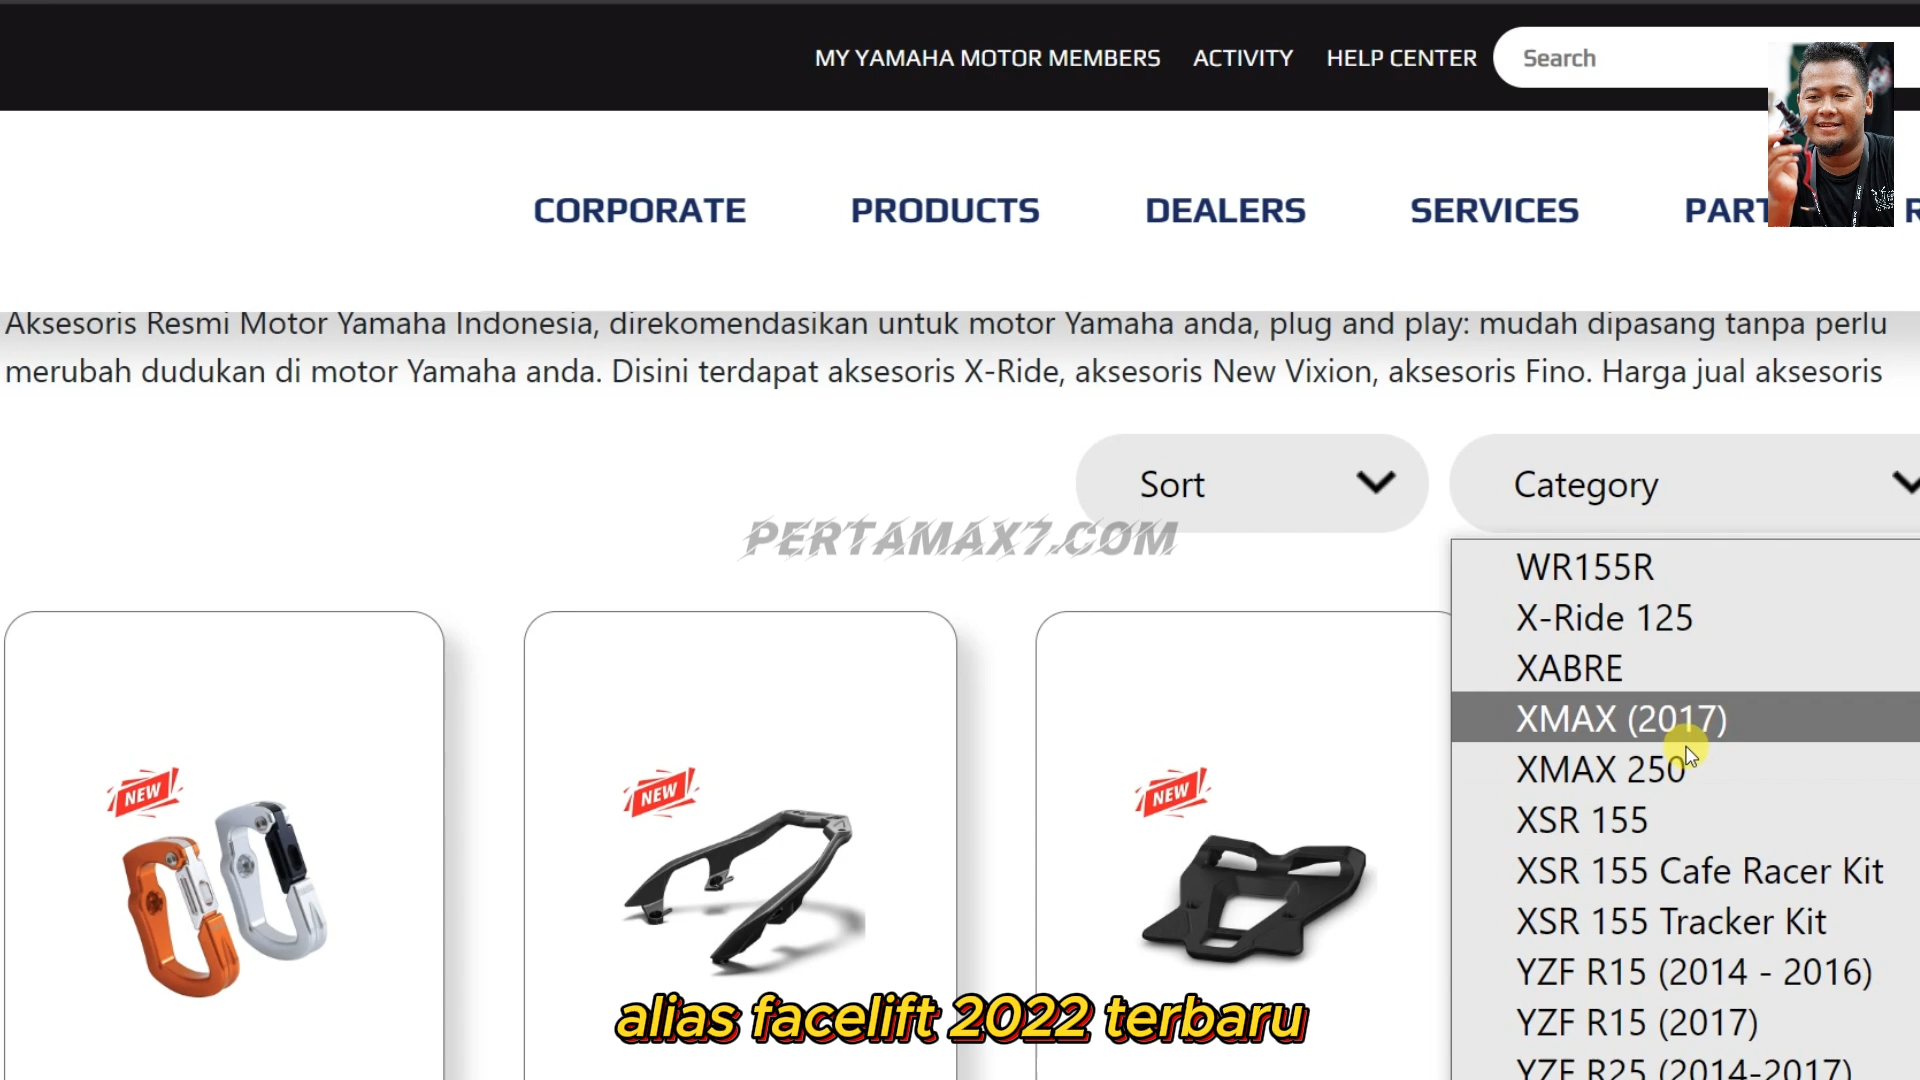 MY YAMAHA MOTOR MEMBERS ACTIVITY HELP CENTER Search
CORPORATE PRODUCTS DEALERS SERVICES
Aksesoris Resmi Motor Yamaha Indonesia, direkomendasikan untuk motor Yamaha anda, plug and play: mudah dipasang tanpa perlu
merubah dudukan di motor Yamaha anda. Disini terdapat aksesoris X-Ride, aksesoris New Vixion, aksesoris Fino. Harga jual aksesoris
Sort Category
PERTAMAX7.COM
WR155R
X-Ride 125
XABRE
XMAX (2017)
XMAX 250
XSR 155
XSR 155 Cafe Racer Kit
XSR 155 Tracker Kit
YZF R15 (2014 - 2016)
YZF R15 (2017)
YZF R25 (2014-2017)
NEW
NEW
NEW
alias facelift 2022 terbaru